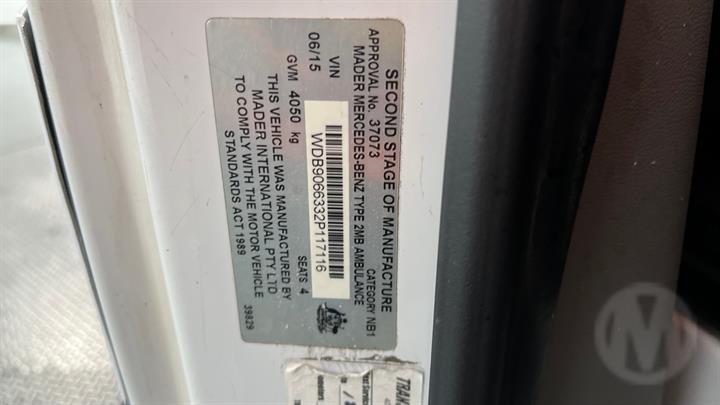 SECOND STAGE OF MANUFACTURE
APPROVAL No. 37073 CATEGORY NB1
MADER MERCEDES-BENZ TYPE 2MB AMBULANCE
VIN WDB9066332P117116
06/15
GVM 4050 kg SEATS 4
THIS VEHICLE WAS MANUFACTURED BY
MADER INTERNATIONAL PTY LTD
TO COMPLY WITH THE MOTOR VEHICLE
STANDARDS ACT 1989
39829
TRAN
M